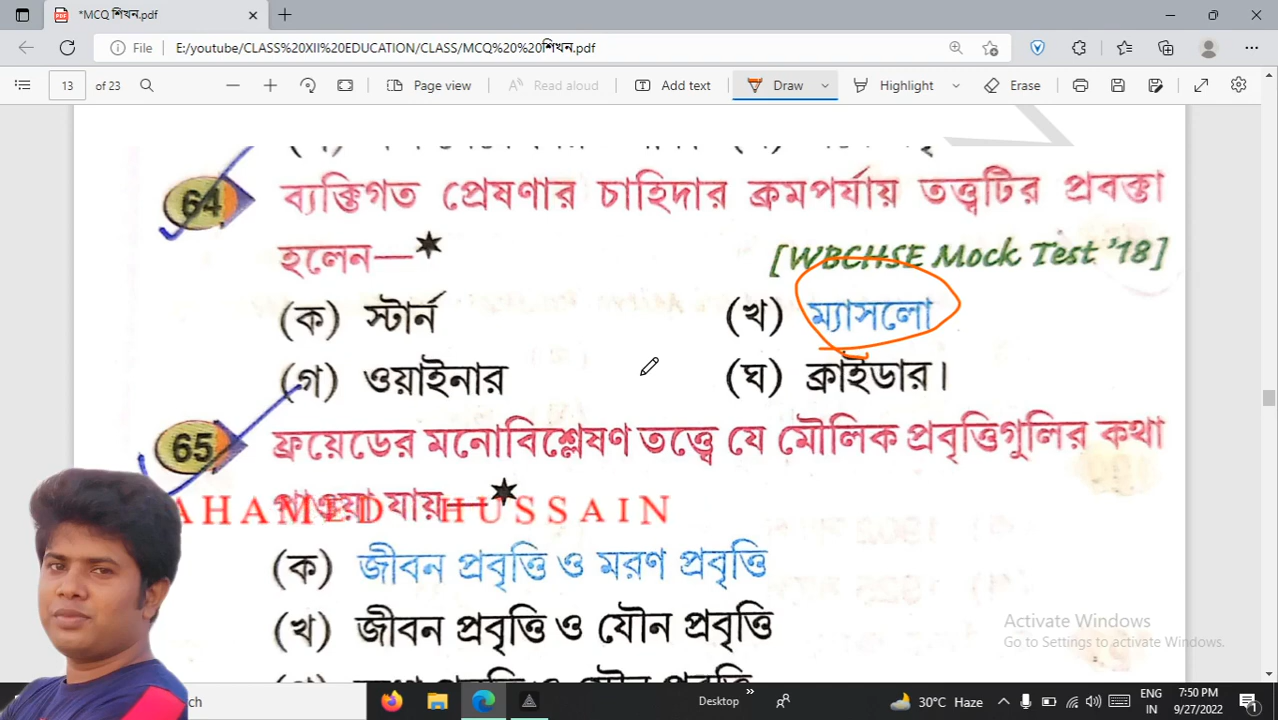 *MCQ শিখন.pdf
File E:/youtube/CLASS%20XII%20EDUCATION/CLASS/MCQ%20%20শিখন.pdf
13 of 23 Page view Read aloud Add text Draw Highlight Erase
64 ব্যক্তিগত প্রেষণার চাহিদার ক্রমপর্যায় তত্ত্বটির প্রবক্তা
হলেন—★
[WBCHSE Mock Test '18]
(ক) স্টার্ন (খ) ম্যাসলো
(গ) ওয়াইনার (ঘ) ক্রাইডার।
65 ফ্রয়েডের মনোবিশ্লেষণ তত্ত্বে যে মৌলিক প্রবৃত্তিগুলির কথা
পাওয়া যায়—★
AHAMED HUSSAIN
(ক) জীবন প্রবৃত্তি ও মরণ প্রবৃত্তি
(খ) জীবন প্রবৃত্তি ও যৌন প্রবৃত্তি
Activate Windows
Go to Settings to activate Windows.
Desktop
30°C Haze
ENG
IN
7:50 PM
9/27/2022
1